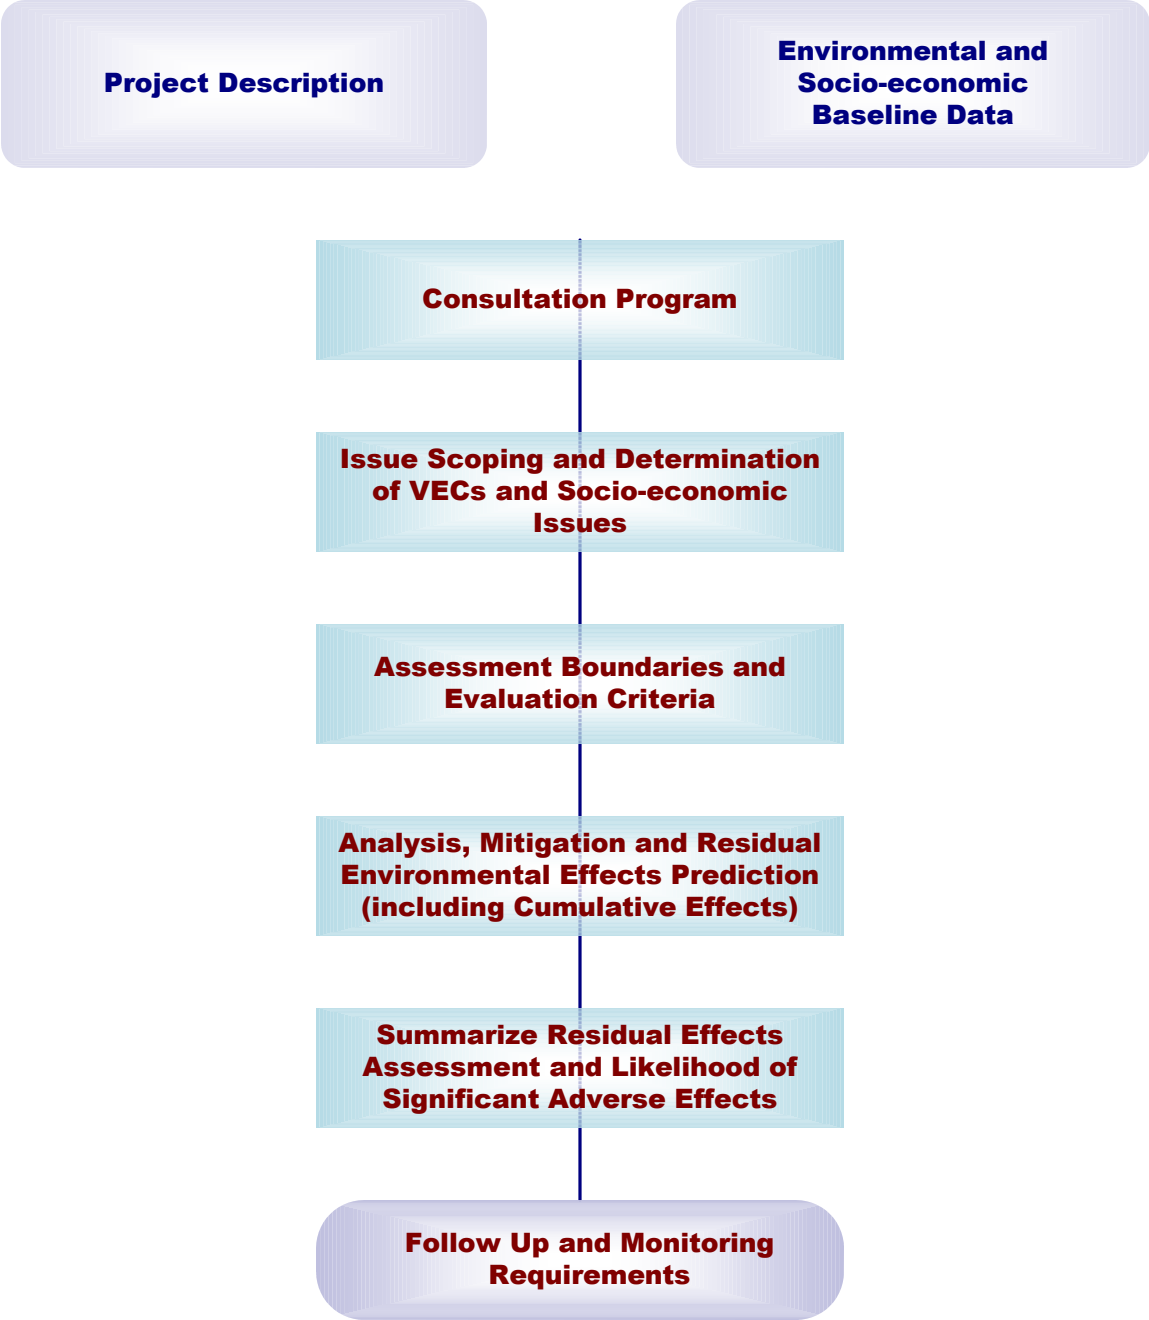 Project Description
Environmental and
Socio-economic
Baseline Data
Consultation Program
Issue Scoping and Determination
of VECs and Socio-economic
Issues
Assessment Boundaries and
Evaluation Criteria
Analysis, Mitigation and Residual
Environmental Effects Prediction
(including Cumulative Effects)
Summarize Residual Effects
Assessment and Likelihood of
Significant Adverse Effects
Follow Up and Monitoring
Requirements